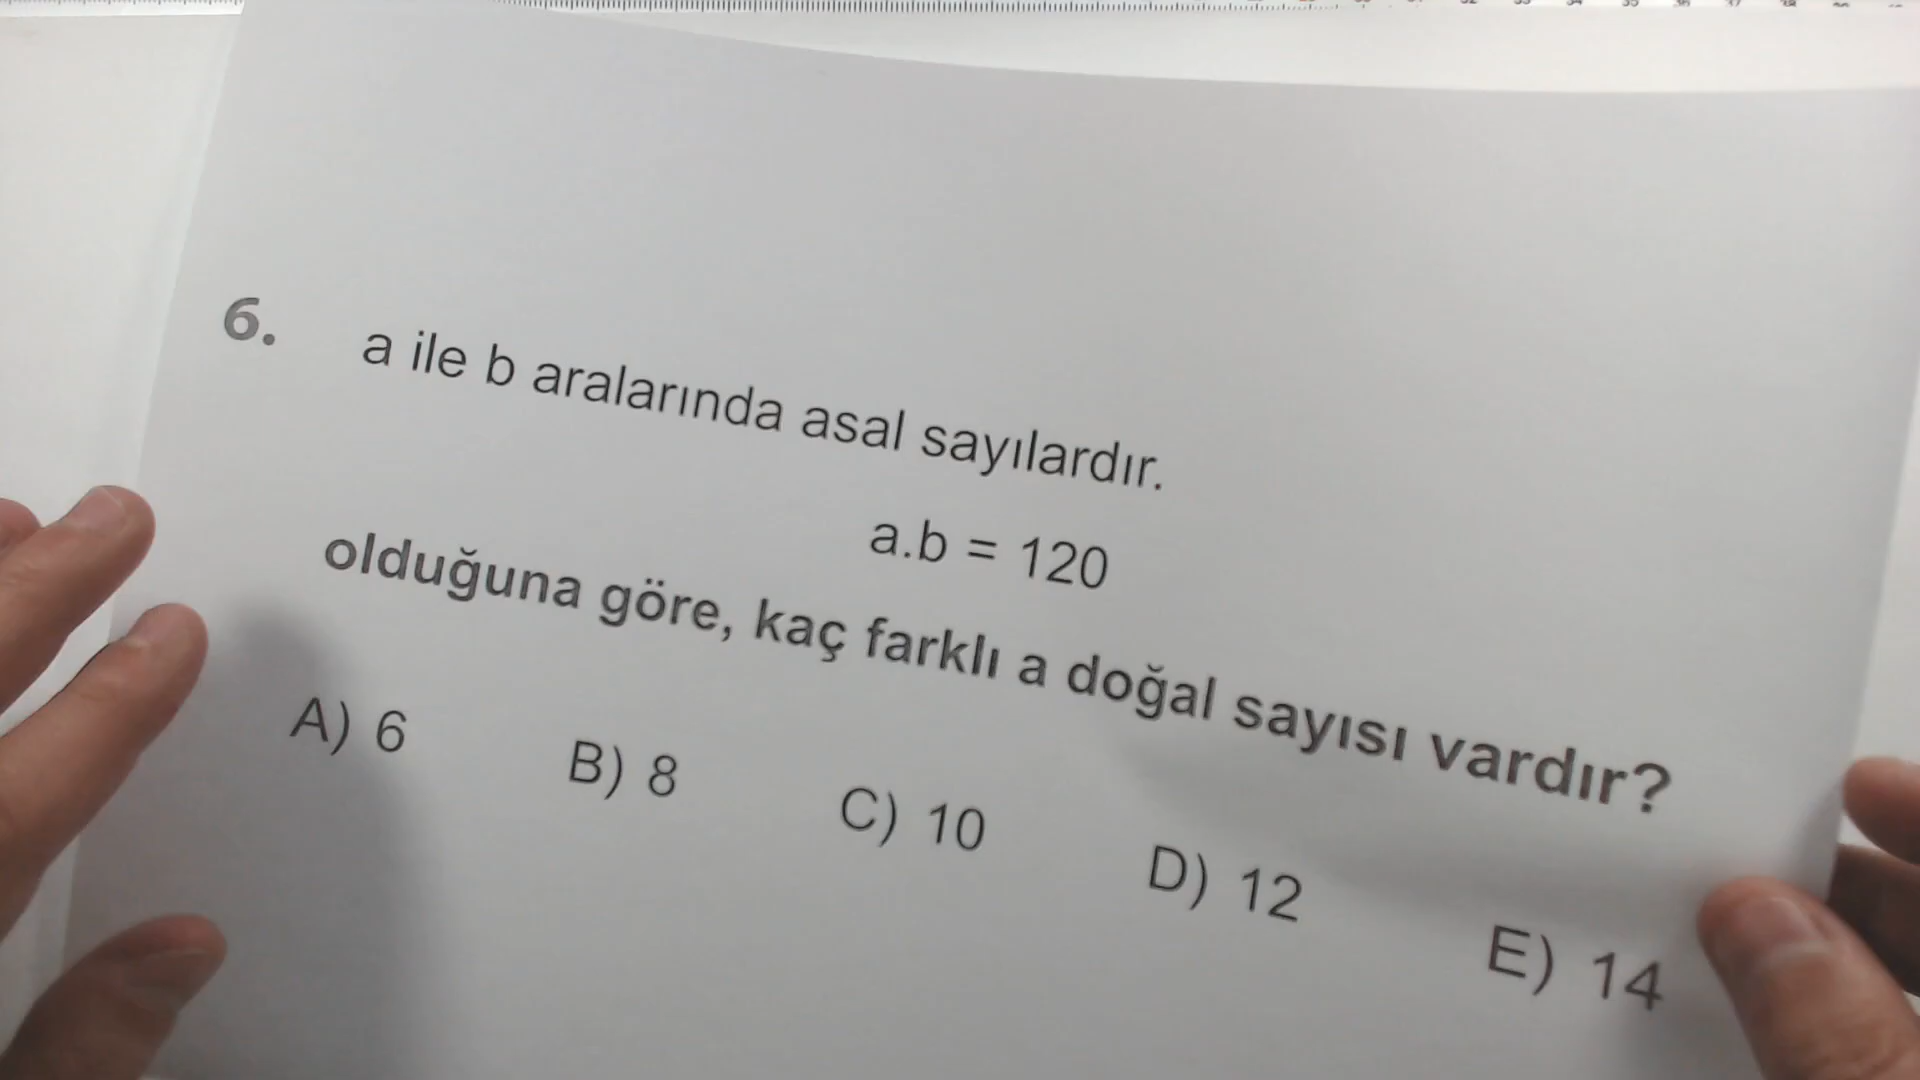 6. a ile b aralarında asal sayılardır.
a.b = 120
olduğuna göre, kaç farklı a doğal sayısı vardır?
A) 6 B) 8 C) 10 D) 12 E) 14